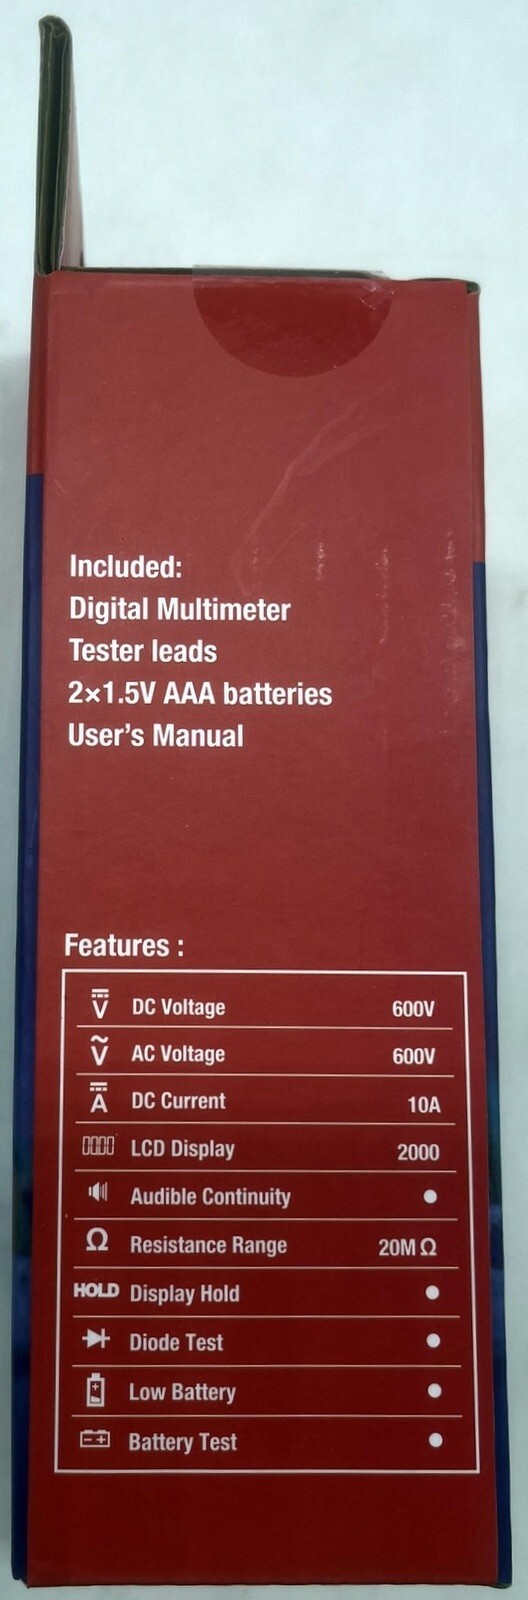 Included:
Digital Multimeter
Tester leads
2×1.5V AAA batteries
User's Manual
Features :
V DC Voltage 600V
V AC Voltage 600V
A DC Current 10A
LCD Display 2000
Audible Continuity
Ω Resistance Range 20M Ω
HOLD Display Hold
Diode Test
Low Battery
Battery Test